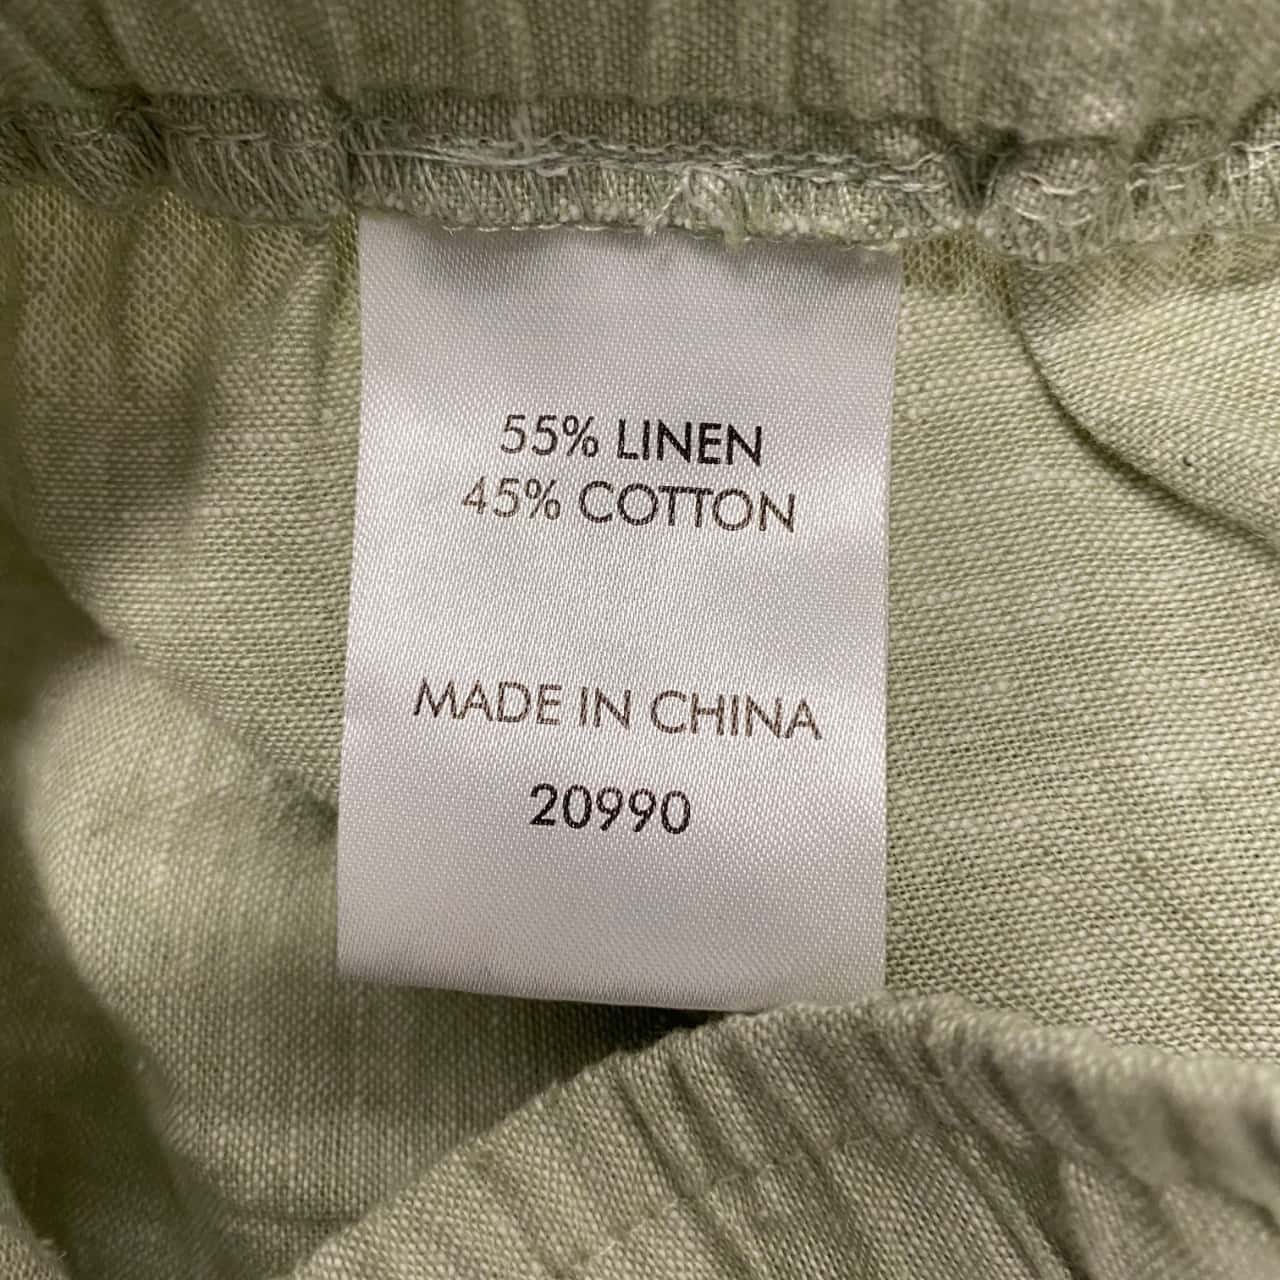 55% LINEN
45% COTTON
MADE IN CHINA
20990